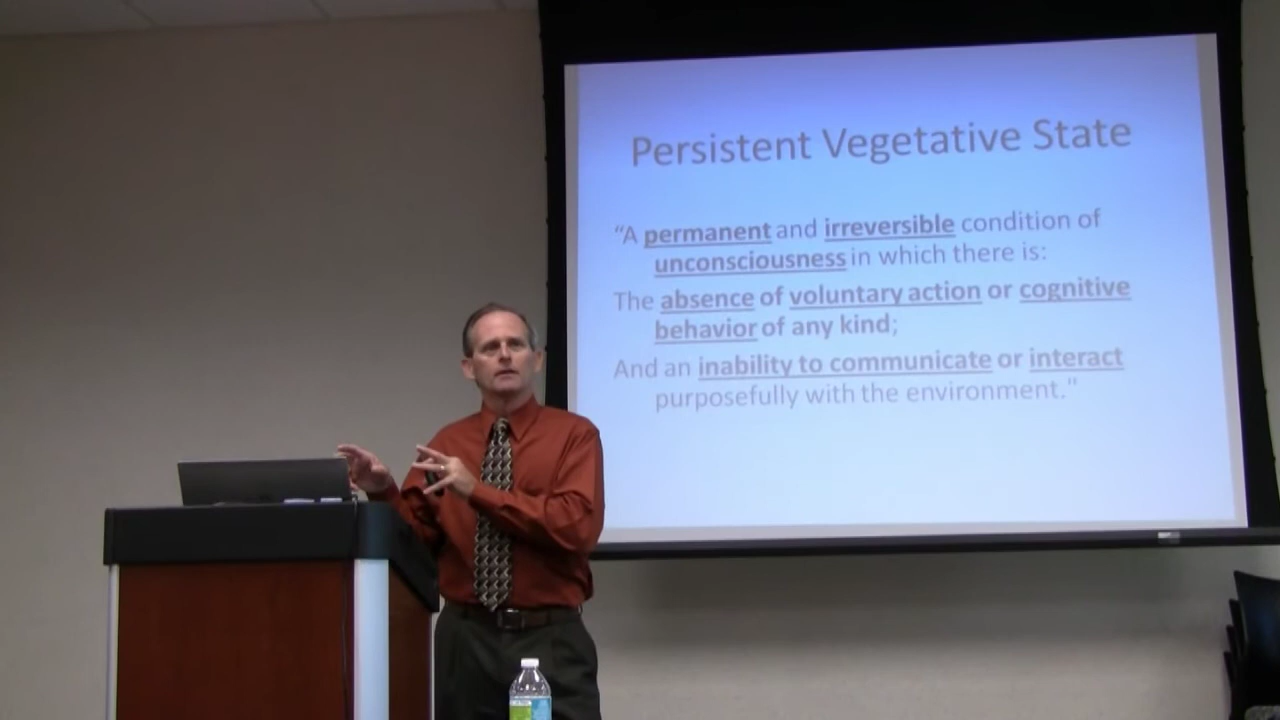 Persistent Vegetative State
“A permanent and irreversible condition of
unconsciousness in which there is:
The absence of voluntary action or cognitive
behavior of any kind;
And an inability to communicate or interact
purposefully with the environment."